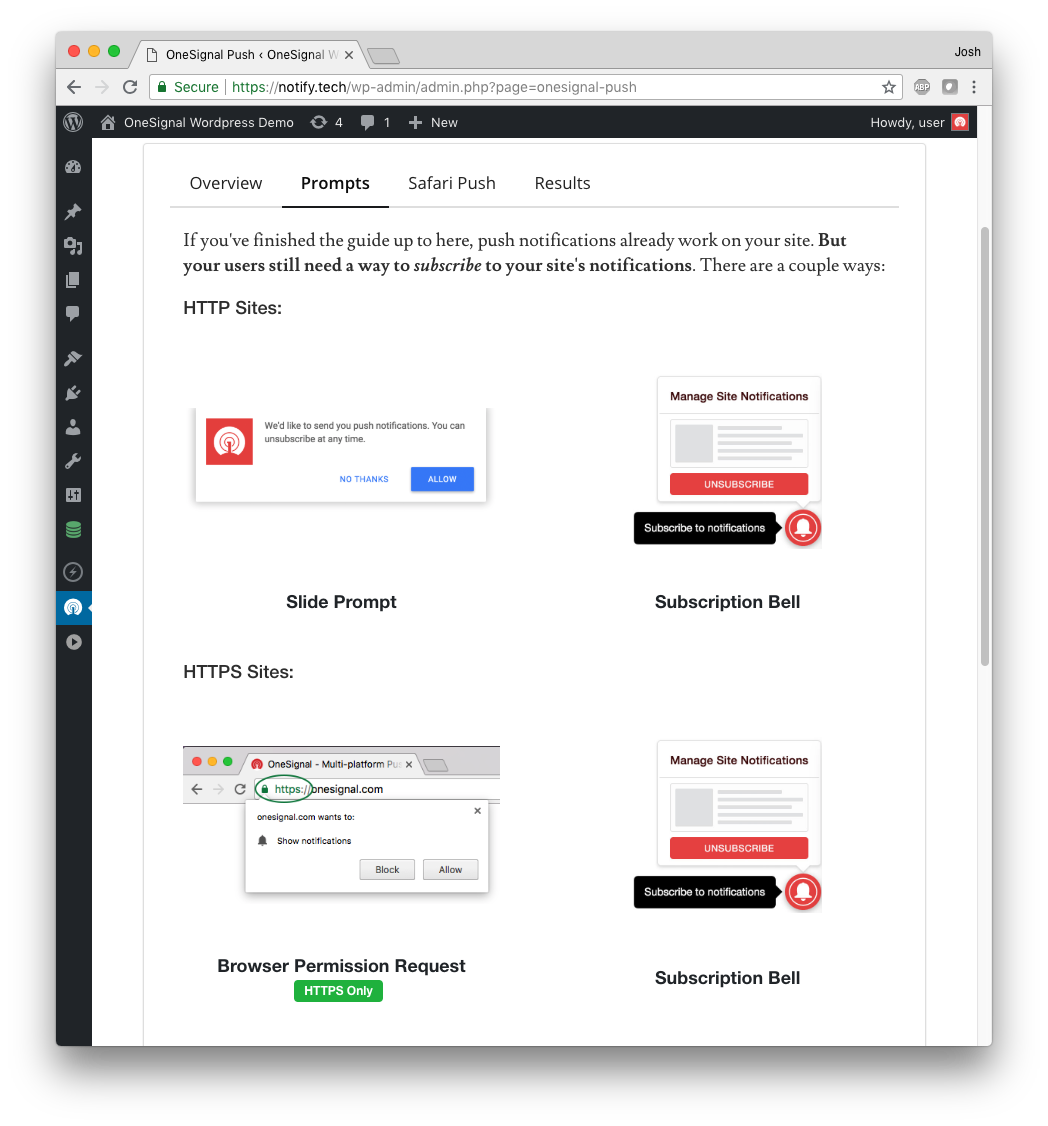 OneSignal Push ‹ OneSignal W
Josh
Secure https://notify.tech/wp-admin/admin.php?page=onesignal-push
ABP
OneSignal Wordpress Demo 4 1 New
Howdy, user
Overview Prompts Safari Push Results
If you've finished the guide up to here, push notifications already work on your site. But
your users still need a way to subscribe to your site's notifications. There are a couple ways:
HTTP Sites:
We'd like to send you push notifications. You can
unsubscribe at any time.
NO THANKS ALLOW
Manage Site Notifications
UNSUBSCRIBE
Subscribe to notifications
Slide Prompt
Subscription Bell
HTTPS Sites:
OneSignal - Multi-platform Pu
https://onesignal.com
onesignal.com wants to:
Show notifications
Block Allow
Manage Site Notifications
UNSUBSCRIBE
Subscribe to notifications
Browser Permission Request
HTTPS Only
Subscription Bell